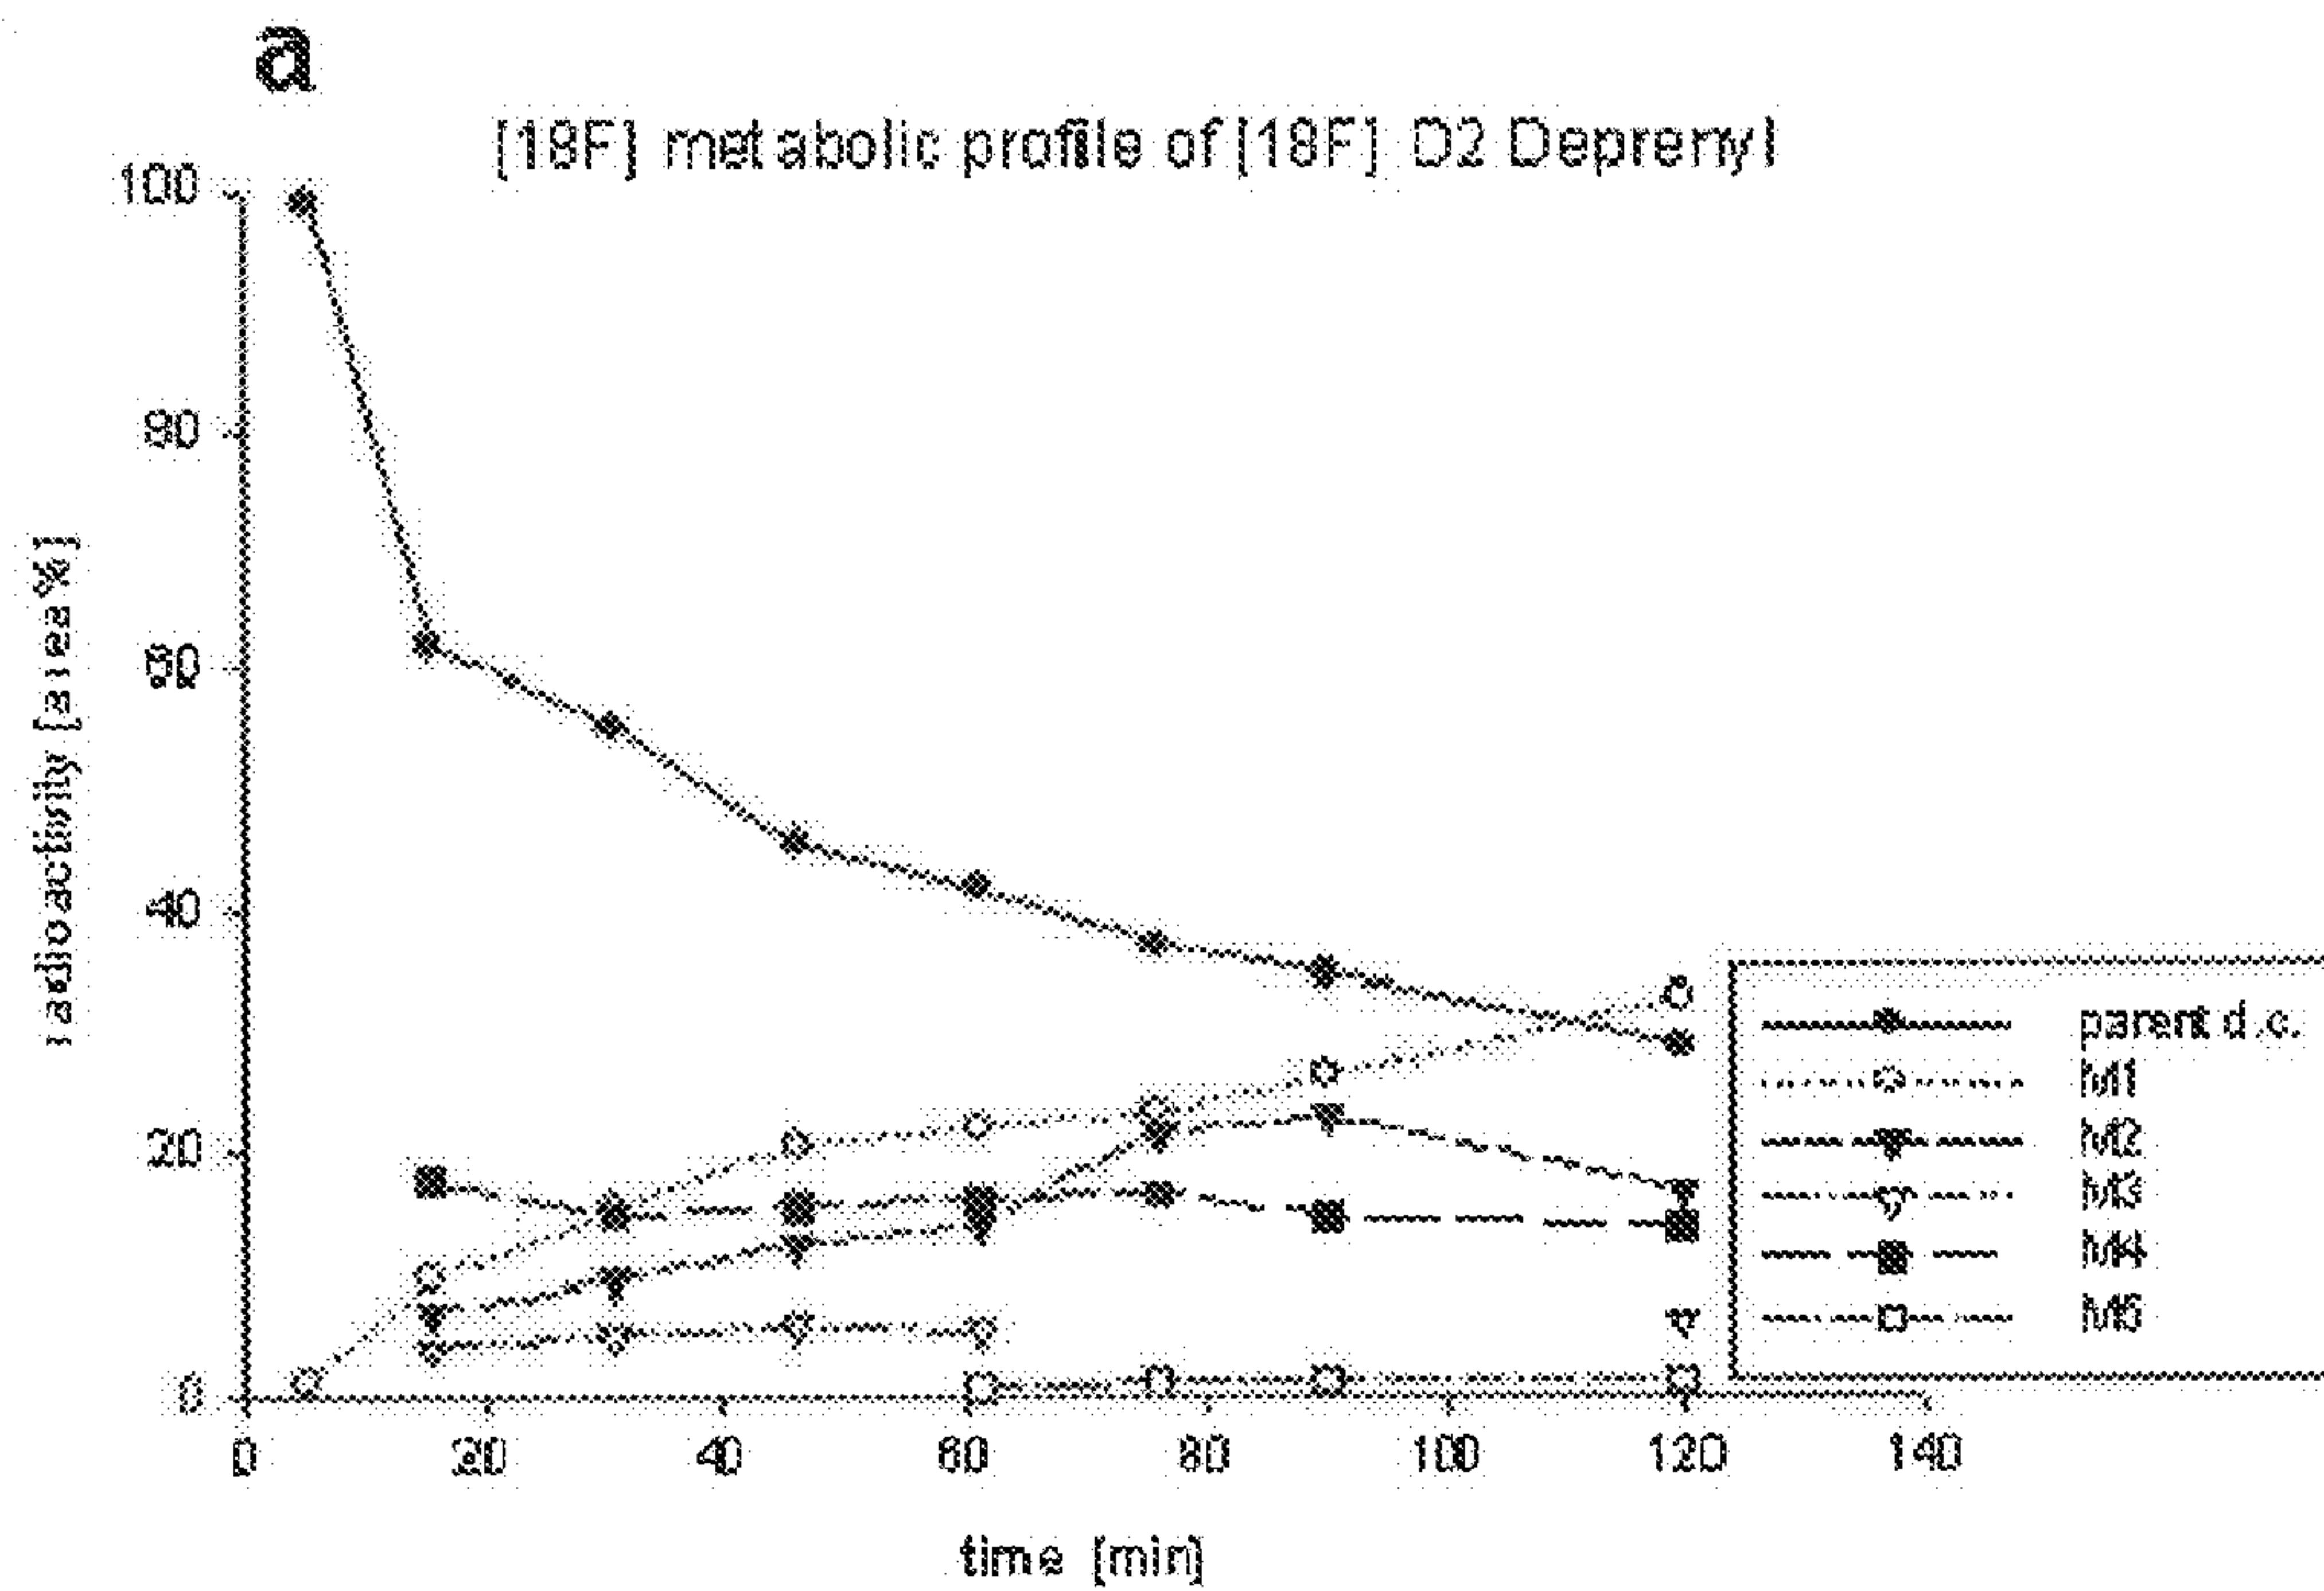 a
[18F] metabolic profile of [18F] D2 Deprenyl
100
80
60
40
20
0
radioactivity [area%]
0 20 40 60 80 100 120 140
time [min]
parent d.c.
M1
M2
M3
M4